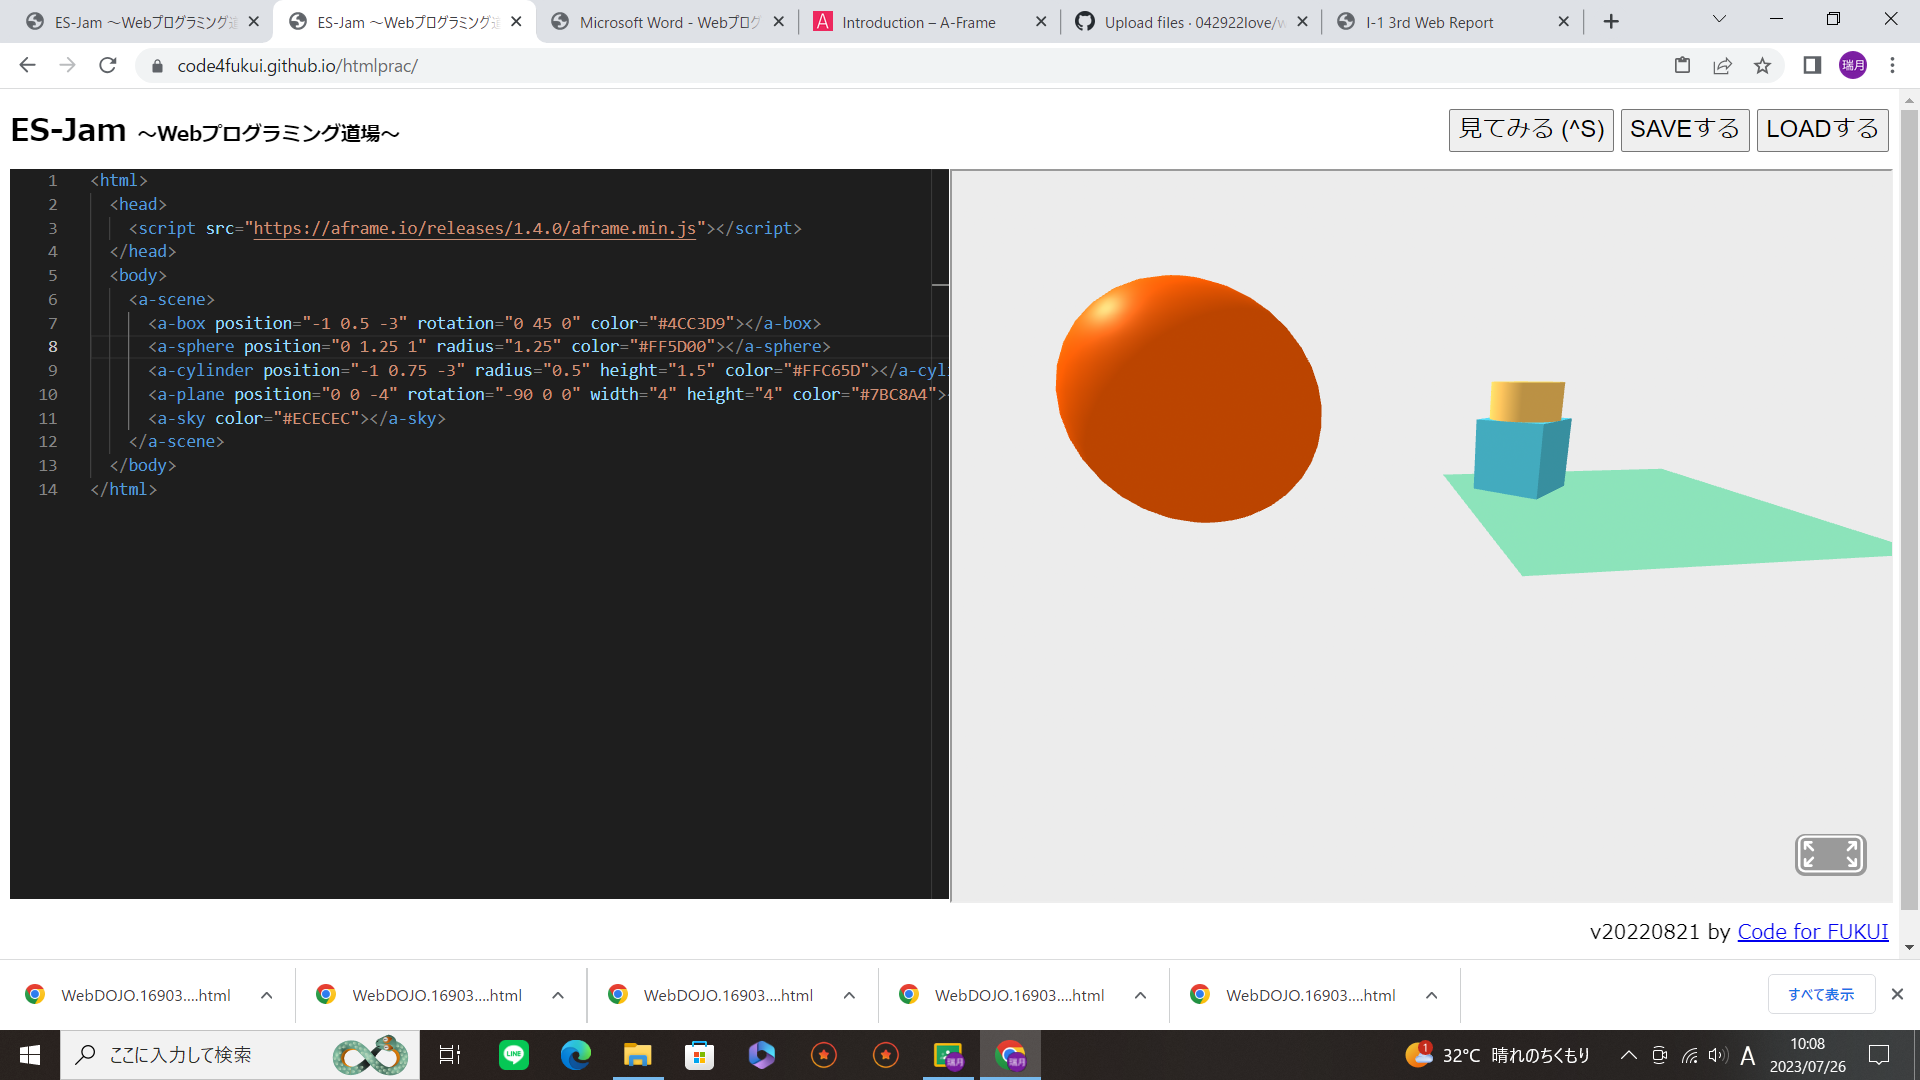 ES-Jam ～Webプログラミング道
ES-Jam ～Webプログラミング道
Microsoft Word - Webプログ
Introduction – A-Frame
Upload files · 042922love/w
I-1 3rd Web Report
code4fukui.github.io/htmlprac/
瑞月
ES-Jam ～Webプログラミング道場～
見てみる (^S)
SAVEする
LOADする
1 <html>
2 <head>
3 <script src="https://aframe.io/releases/1.4.0/aframe.min.js"></script>
4 </head>
5 <body>
6 <a-scene>
7 <a-box position="-1 0.5 -3" rotation="0 45 0" color="#4CC3D9"></a-box>
8 <a-sphere position="0 1.25 1" radius="1.25" color="#FF5D00"></a-sphere>
9 <a-cylinder position="-1 0.75 -3" radius="0.5" height="1.5" color="#FFC65D"></a-cyl
10 <a-plane position="0 0 -4" rotation="-90 0 0" width="4" height="4" color="#7BC8A4">
11 <a-sky color="#ECECEC"></a-sky>
12 </a-scene>
13 </body>
14 </html>
v20220821 by Code for FUKUI
WebDOJO.16903....html
WebDOJO.16903....html
WebDOJO.16903....html
WebDOJO.16903....html
WebDOJO.16903....html
すべて表示
ここに入力して検索
LINE
瑞月
瑞月
1
32°C 晴れのちくもり
A
10:08
2023/07/26